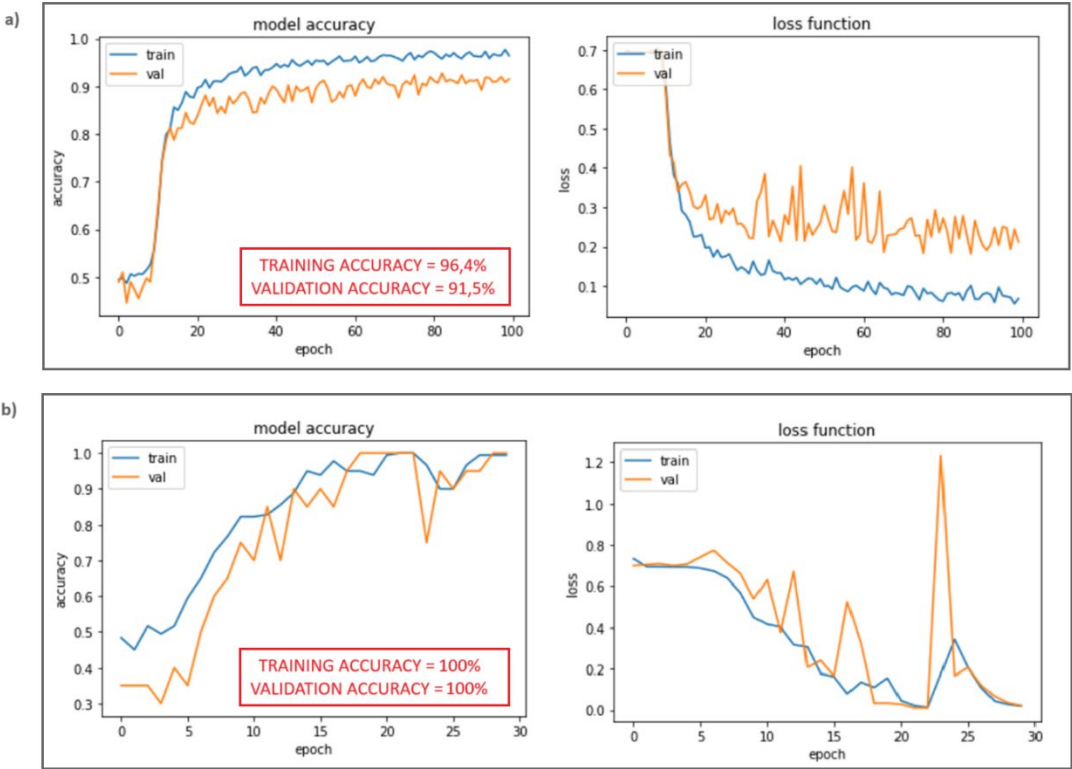 a)
model accuracy
1.0
0.9
0.8
0.7
0.6
0.5
accuracy
train
val
TRAINING ACCURACY = 96,4%
VALIDATION ACCURACY = 91,5%
0 20 40 60 80 100
epoch
loss function
0.7
0.6
0.5
0.4
0.3
0.2
0.1
loss
train
val
0 20 40 60 80 100
epoch
b)
model accuracy
1.0
0.9
0.8
0.7
0.6
0.5
0.4
0.3
accuracy
train
val
TRAINING ACCURACY = 100%
VALIDATION ACCURACY = 100%
0 5 10 15 20 25 30
epoch
loss function
1.2
1.0
0.8
0.6
0.4
0.2
0.0
loss
train
val
0 5 10 15 20 25 30
epoch